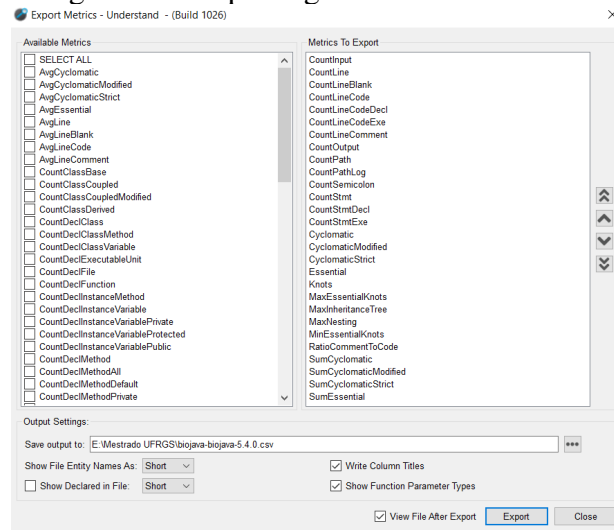 Export Metrics - Understand - (Build 1026)
Available Metrics
SELECT ALL
AvgCyclomatic
AvgCyclomaticModified
AvgCyclomaticStrict
AvgEssential
AvgLine
AvgLineBlank
AvgLineCode
AvgLineComment
CountClassBase
CountClassCoupled
CountClassCoupledModified
CountClassDerived
CountDeclClass
CountDeclClassMethod
CountDeclClassVariable
CountDeclExecutableUnit
CountDeclFile
CountDeclFunction
CountDeclInstanceMethod
CountDeclInstanceVariable
CountDeclInstanceVariablePrivate
CountDeclInstanceVariableProtected
CountDeclInstanceVariablePublic
CountDeclMethod
CountDeclMethodAll
CountDeclMethodDefault
CountDeclMethodPrivate
Metrics To Export
CountInput
CountLine
CountLineBlank
CountLineCode
CountLineCodeDecl
CountLineCodeExe
CountLineComment
CountOutput
CountPath
CountPathLog
CountSemicolon
CountStmt
CountStmtDecl
CountStmtExe
Cyclomatic
CyclomaticModified
CyclomaticStrict
Essential
Knots
MaxEssentialKnots
MaxInheritanceTree
MaxNesting
MinEssentialKnots
RatioCommentToCode
SumCyclomatic
SumCyclomaticModified
SumCyclomaticStrict
SumEssential
Output Settings:
Save output to: E:\Mestrado UFRGS\biojava-biojava-5.4.0.csv
Show File Entity Names As: Short
Write Column Titles
Show Declared in File: Short
Show Function Parameter Types
View File After Export Export Close